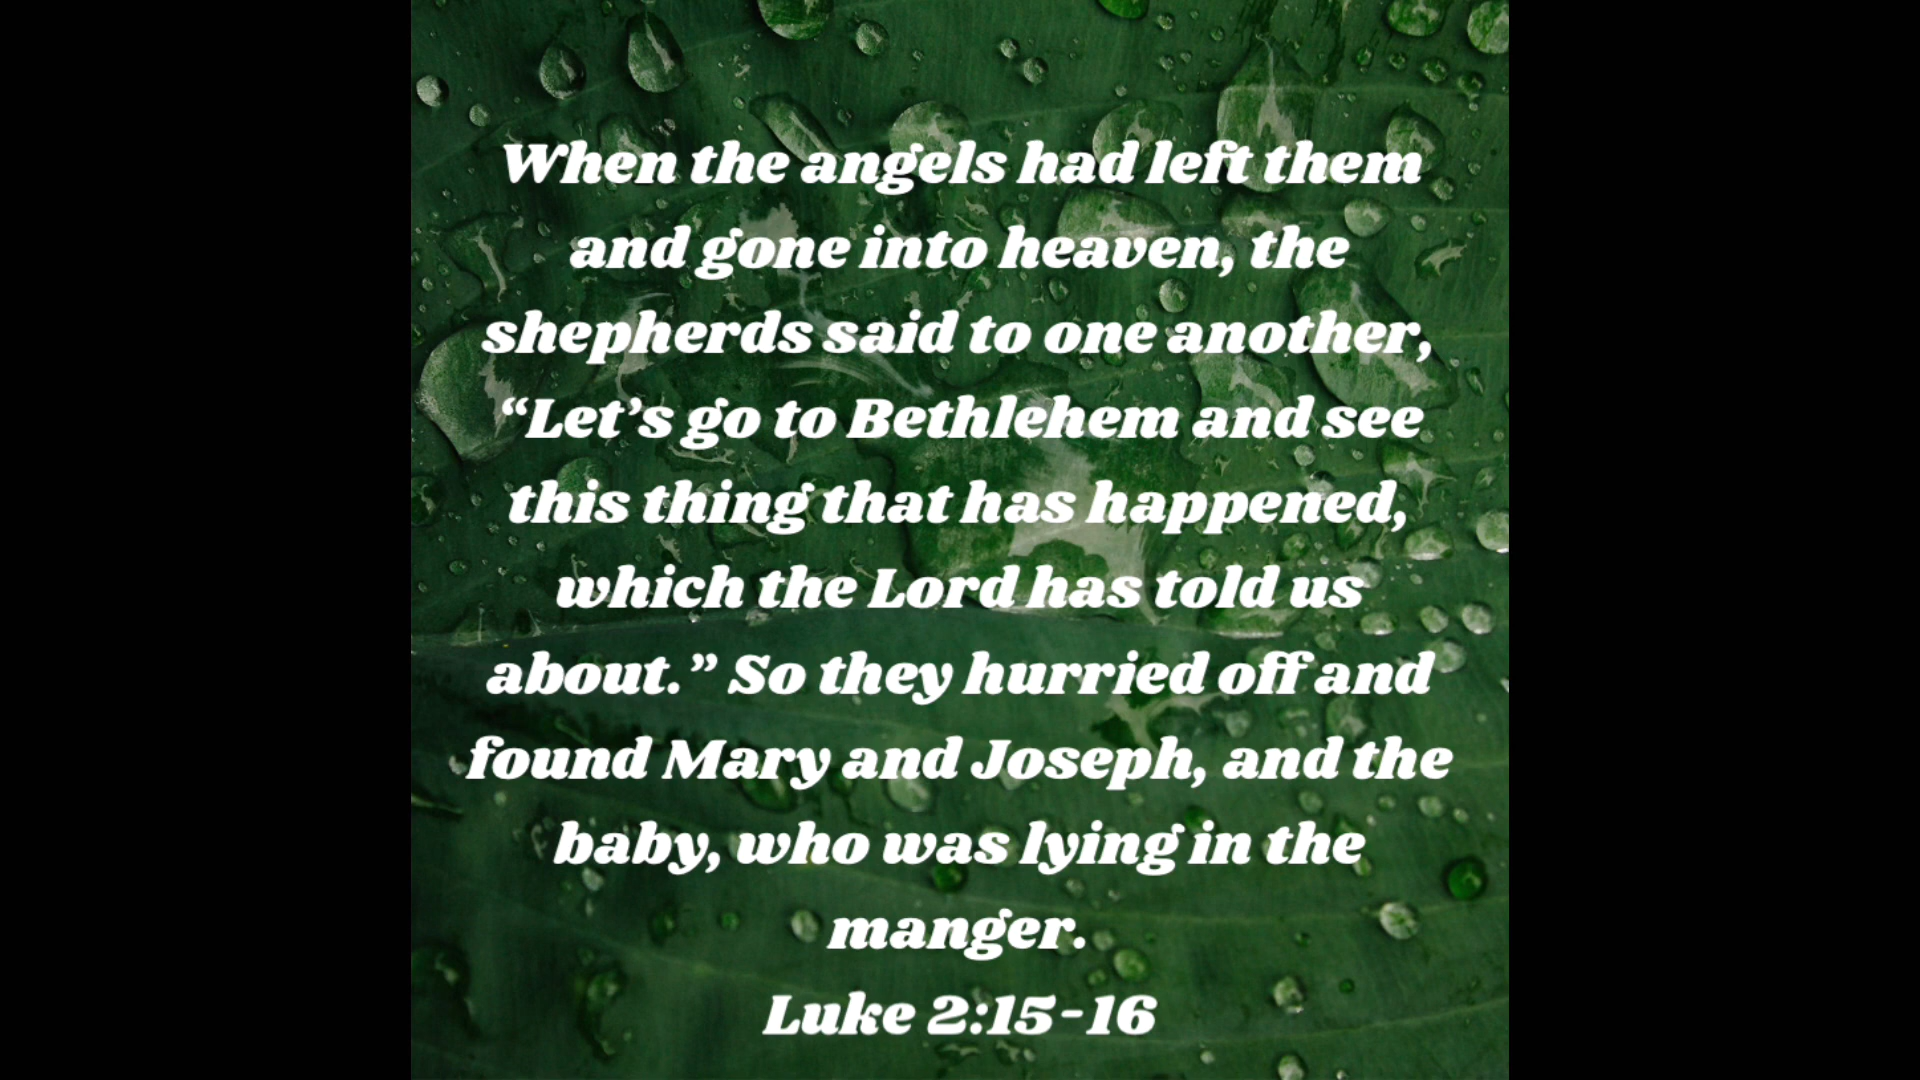 When the angels had left them
and gone into heaven, the
shepherds said to one another,
“Let’s go to Bethlehem and see
this thing that has happened,
which the Lord has told us
about.” So they hurried off and
found Mary and Joseph, and the
baby, who was lying in the
manger.
Luke 2:15-16